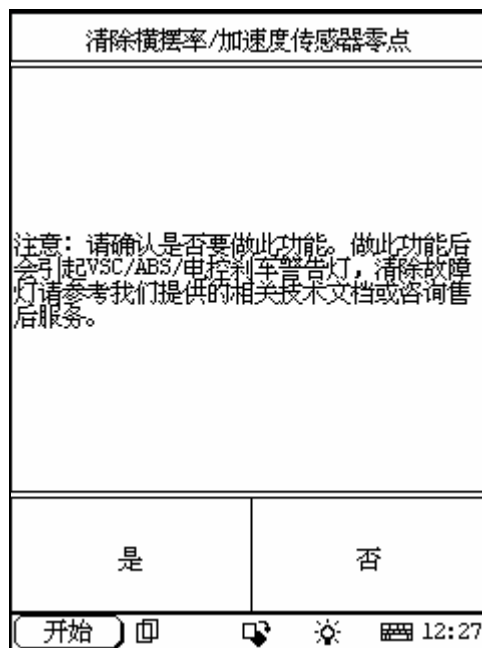 清除横摆率/加速度传感器零点
注意：请确认是否要做此功能。做此功能后
会引起VSC/ABS/电控刹车警告灯，清除故障
灯请参考我们提供的相关技术文档或咨询售
后服务。
是
否
开始
12:27